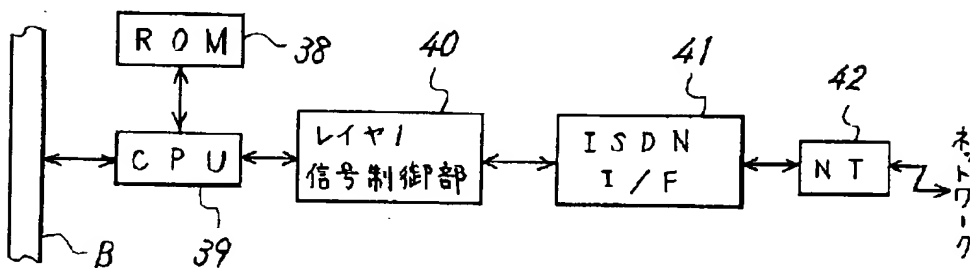 ROM
38
40
41
42
CPU
レイヤ1
信号制御部
ISDN
I/F
NT
ネットワーク
B
39